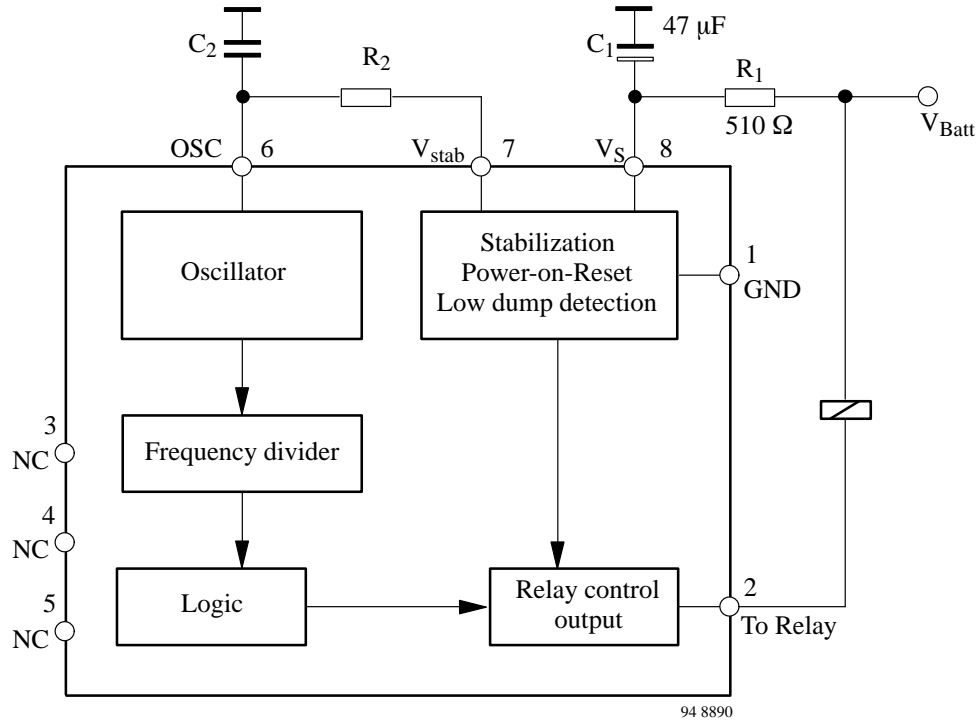 C2
R2
C1
47 μF
R1
510 Ω
VBatt
OSC
6
Vstab
7
VS
8
Oscillator
Stabilization
Power-on-Reset
Low dump detection
1
GND
3
NC
Frequency divider
4
NC
5
NC
Logic
Relay control
output
2
To Relay
94 8890